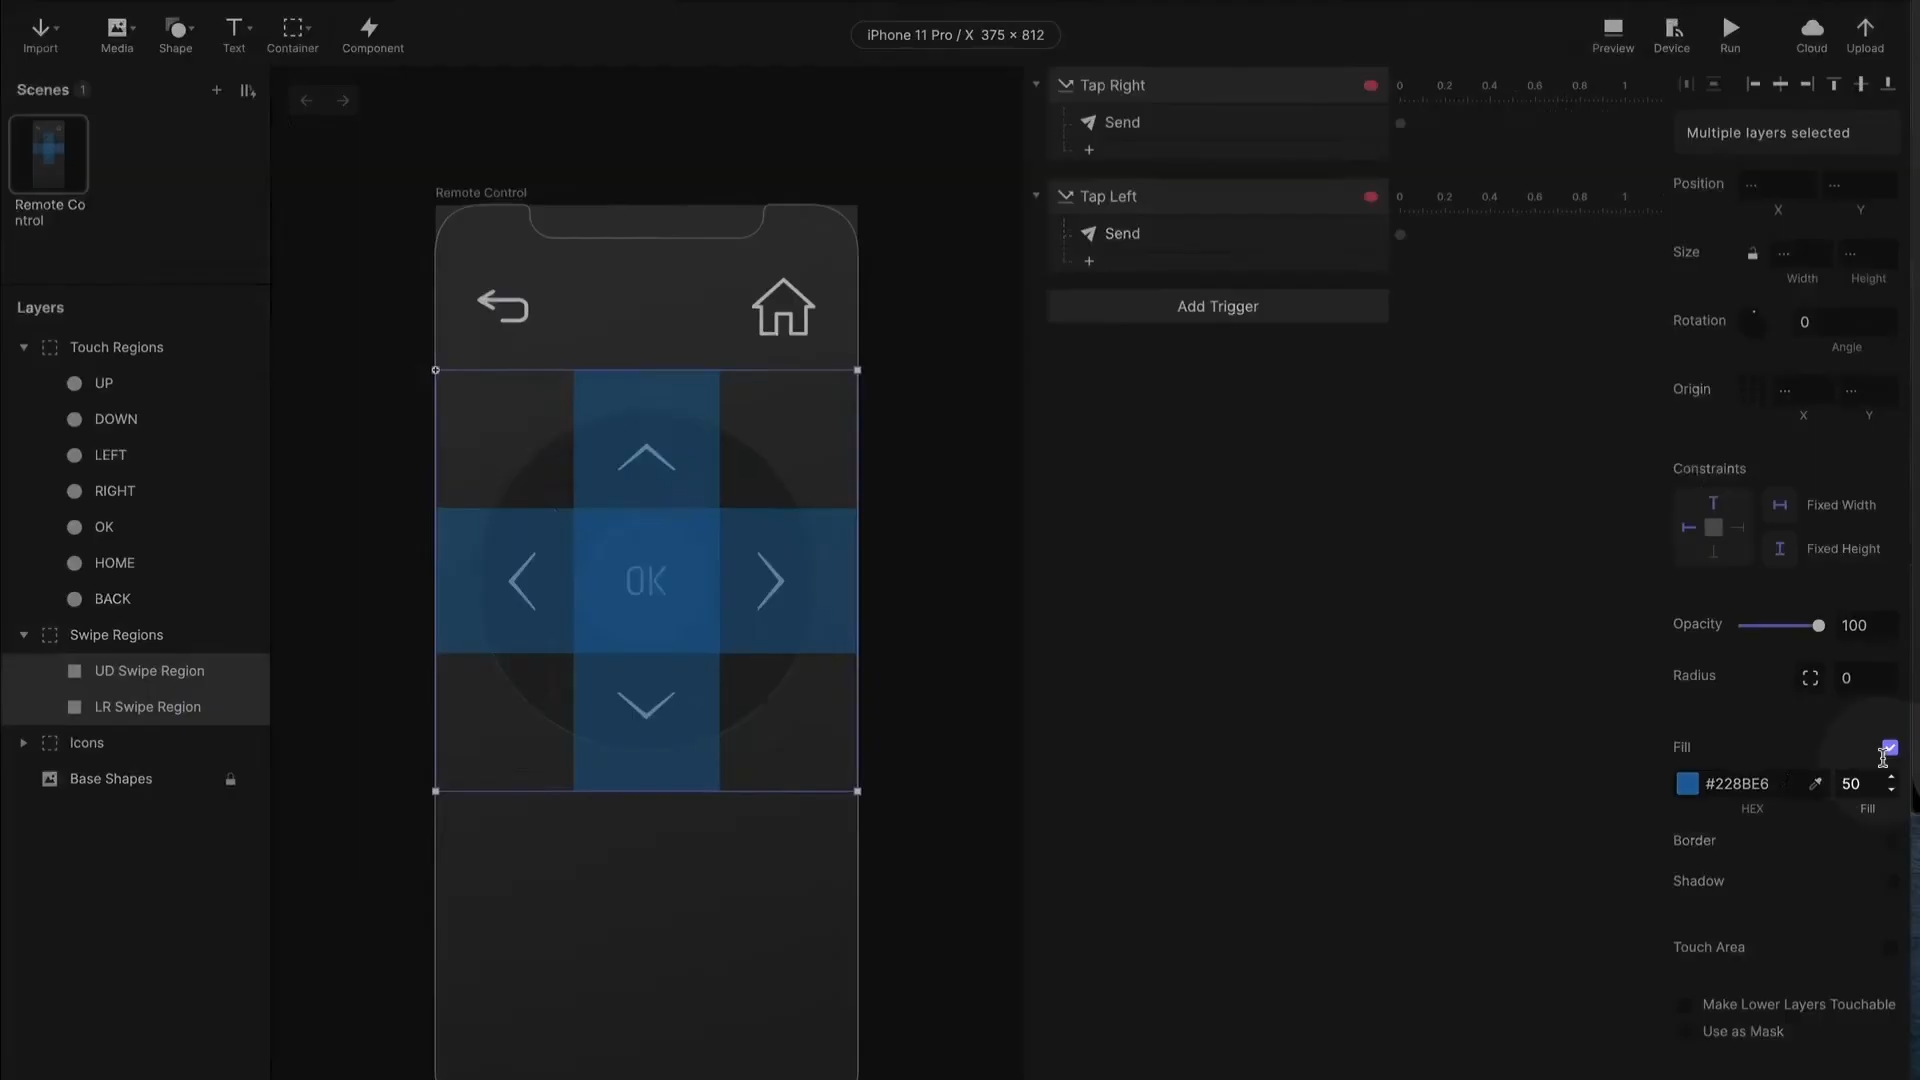 Import
Media
Shape
Text
Container
Component
iPhone 11 Pro / X 375 × 812
Preview
Device
Run
Cloud
Upload
Scenes 1
Remote Co
ntrol
Layers
Touch Regions
UP
DOWN
LEFT
RIGHT
OK
HOME
BACK
Swipe Regions
UD Swipe Region
LR Swipe Region
Icons
Base Shapes
Remote Control
OK
Tap Right
0 0.2 0.4 0.6 0.8 1
Send
+
Tap Left
0 0.2 0.4 0.6 0.8 1
Send
+
Add Trigger
Multiple layers selected
Position ... ...
X Y
Size ... ...
Width Height
Rotation 0
Angle
Origin ... ...
X Y
Constraints
Fixed Width
Fixed Height
Opacity 100
Radius 0
Fill
#228BE6 50
HEX Fill
Border
Shadow
Touch Area
Make Lower Layers Touchable
Use as Mask